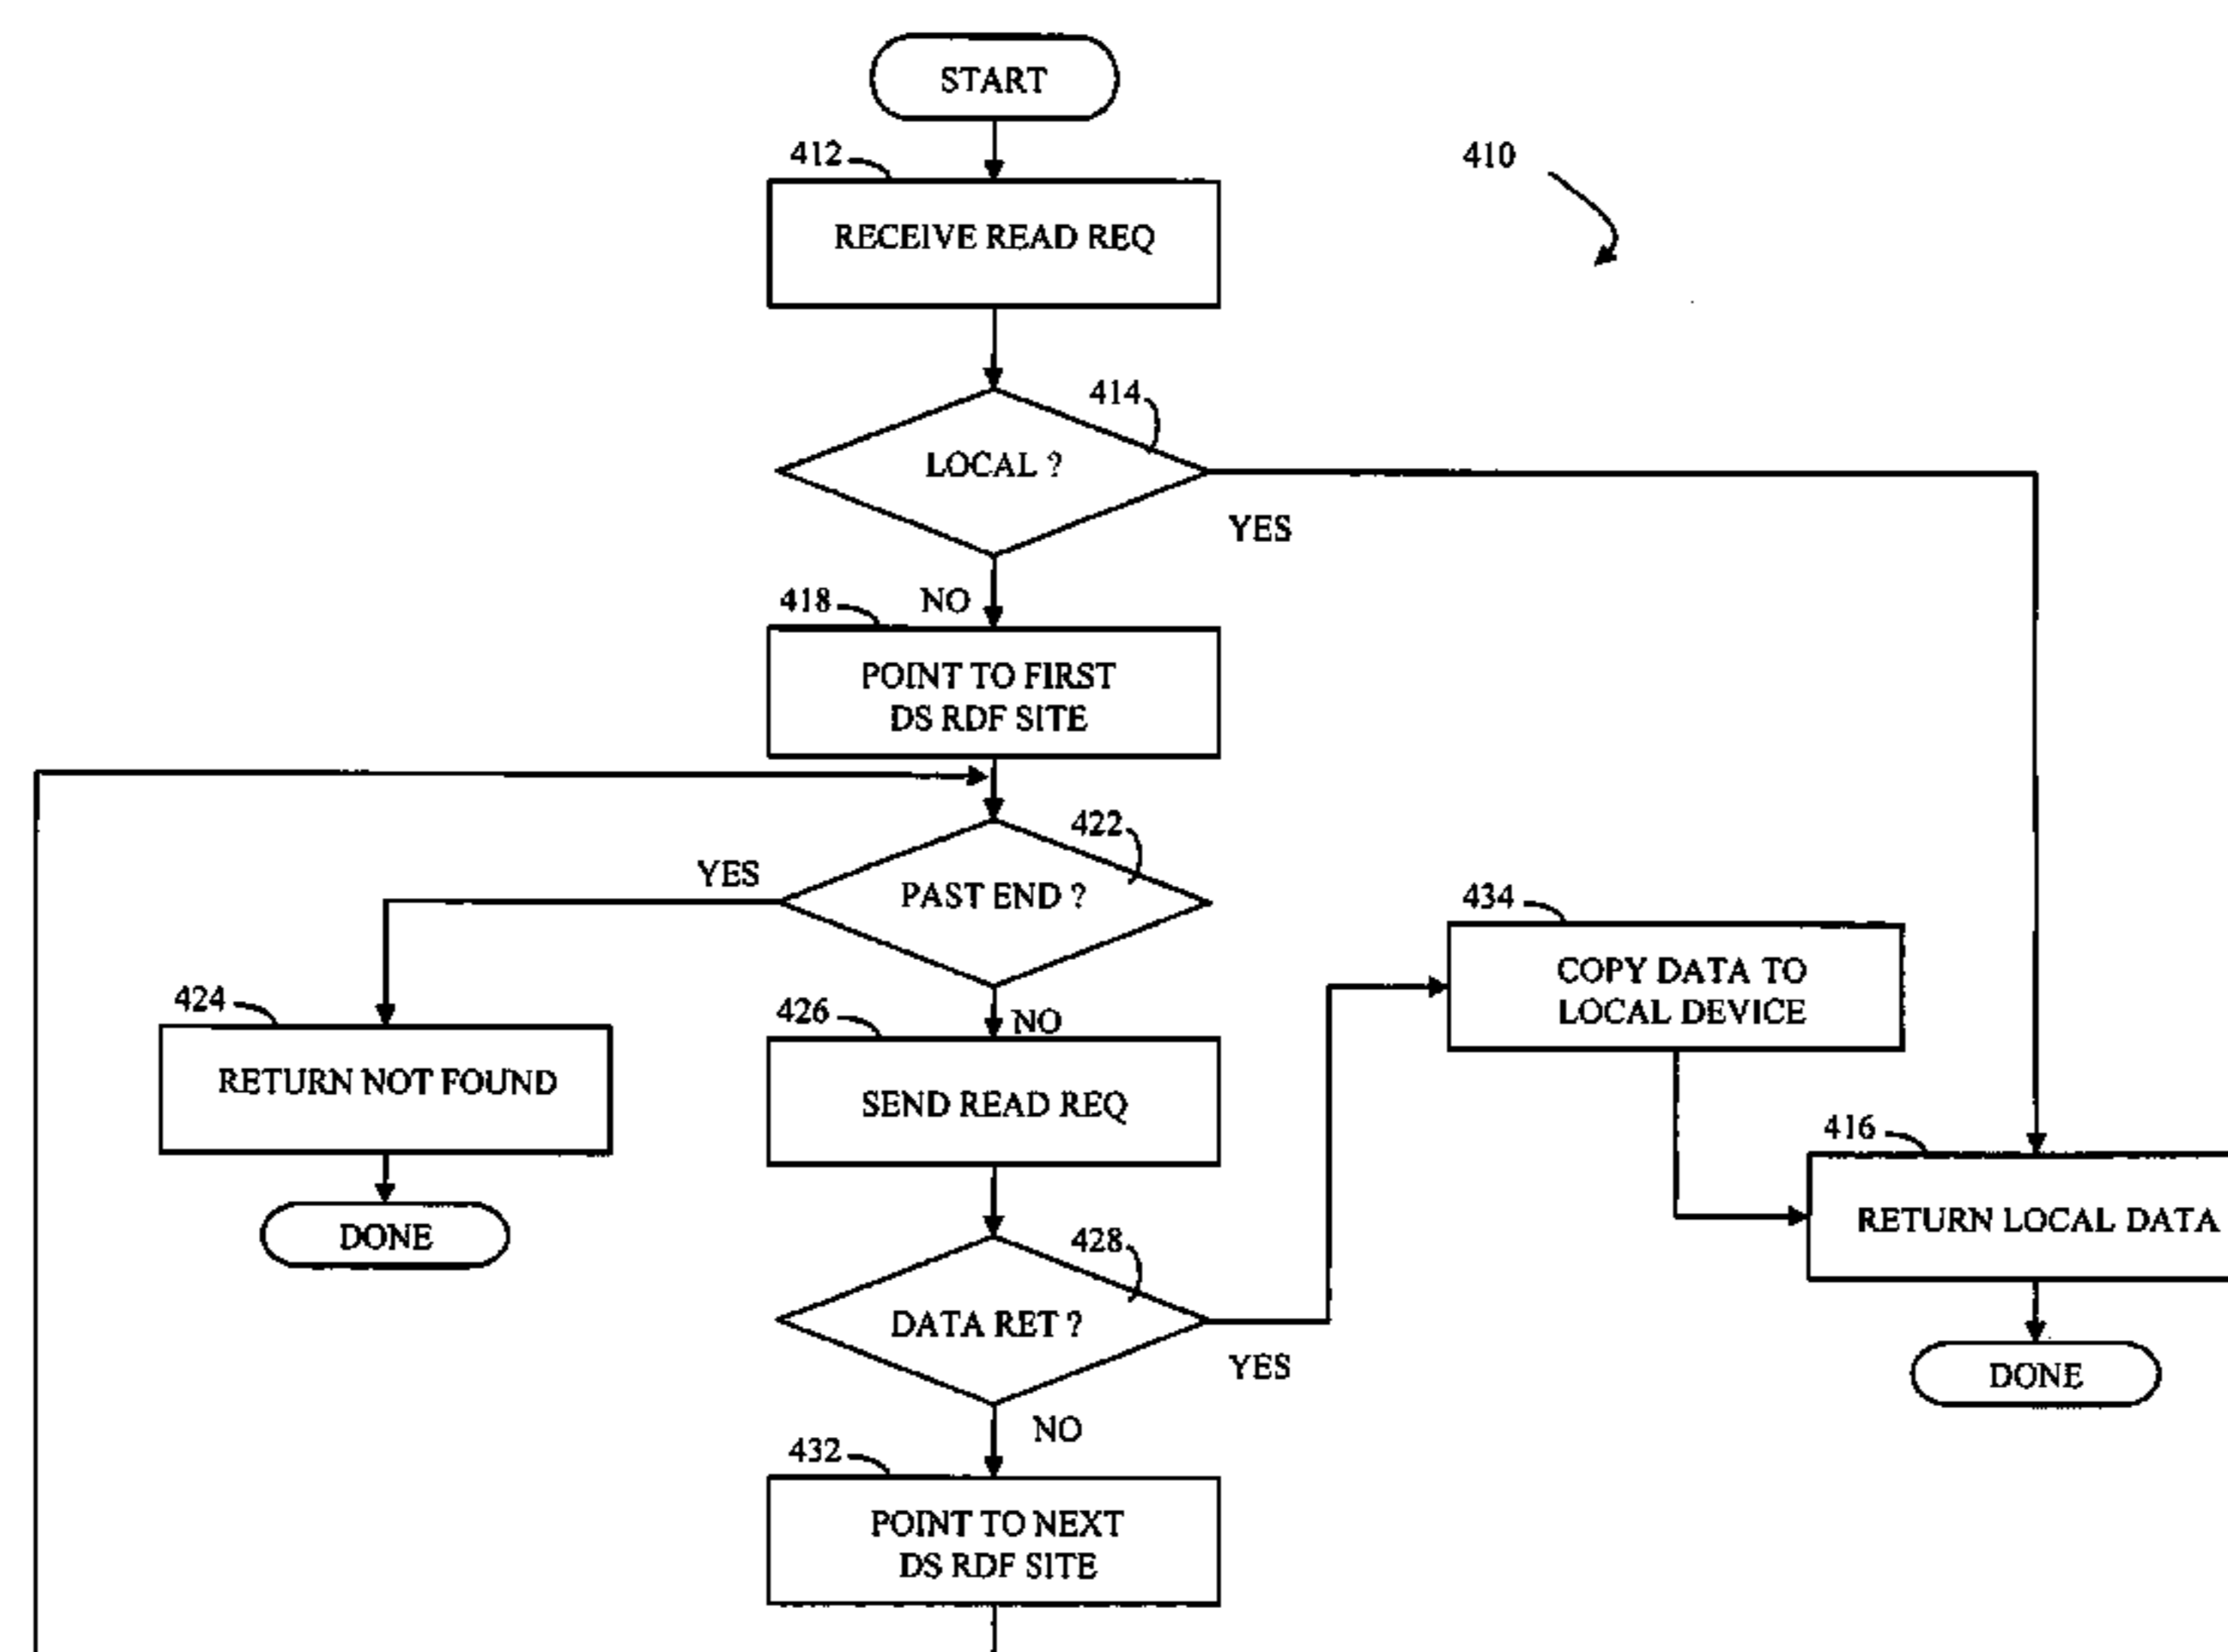 START
412
410
RECEIVE READ REQ
414
LOCAL ?
YES
418
NO
POINT TO FIRST
DS RDF SITE
422
YES
PAST END ?
434
COPY DATA TO
LOCAL DEVICE
424
426
NO
RETURN NOT FOUND
SEND READ REQ
416
RETURN LOCAL DATA
DONE
428
DATA RET ?
YES
DONE
NO
432
POINT TO NEXT
DS RDF SITE